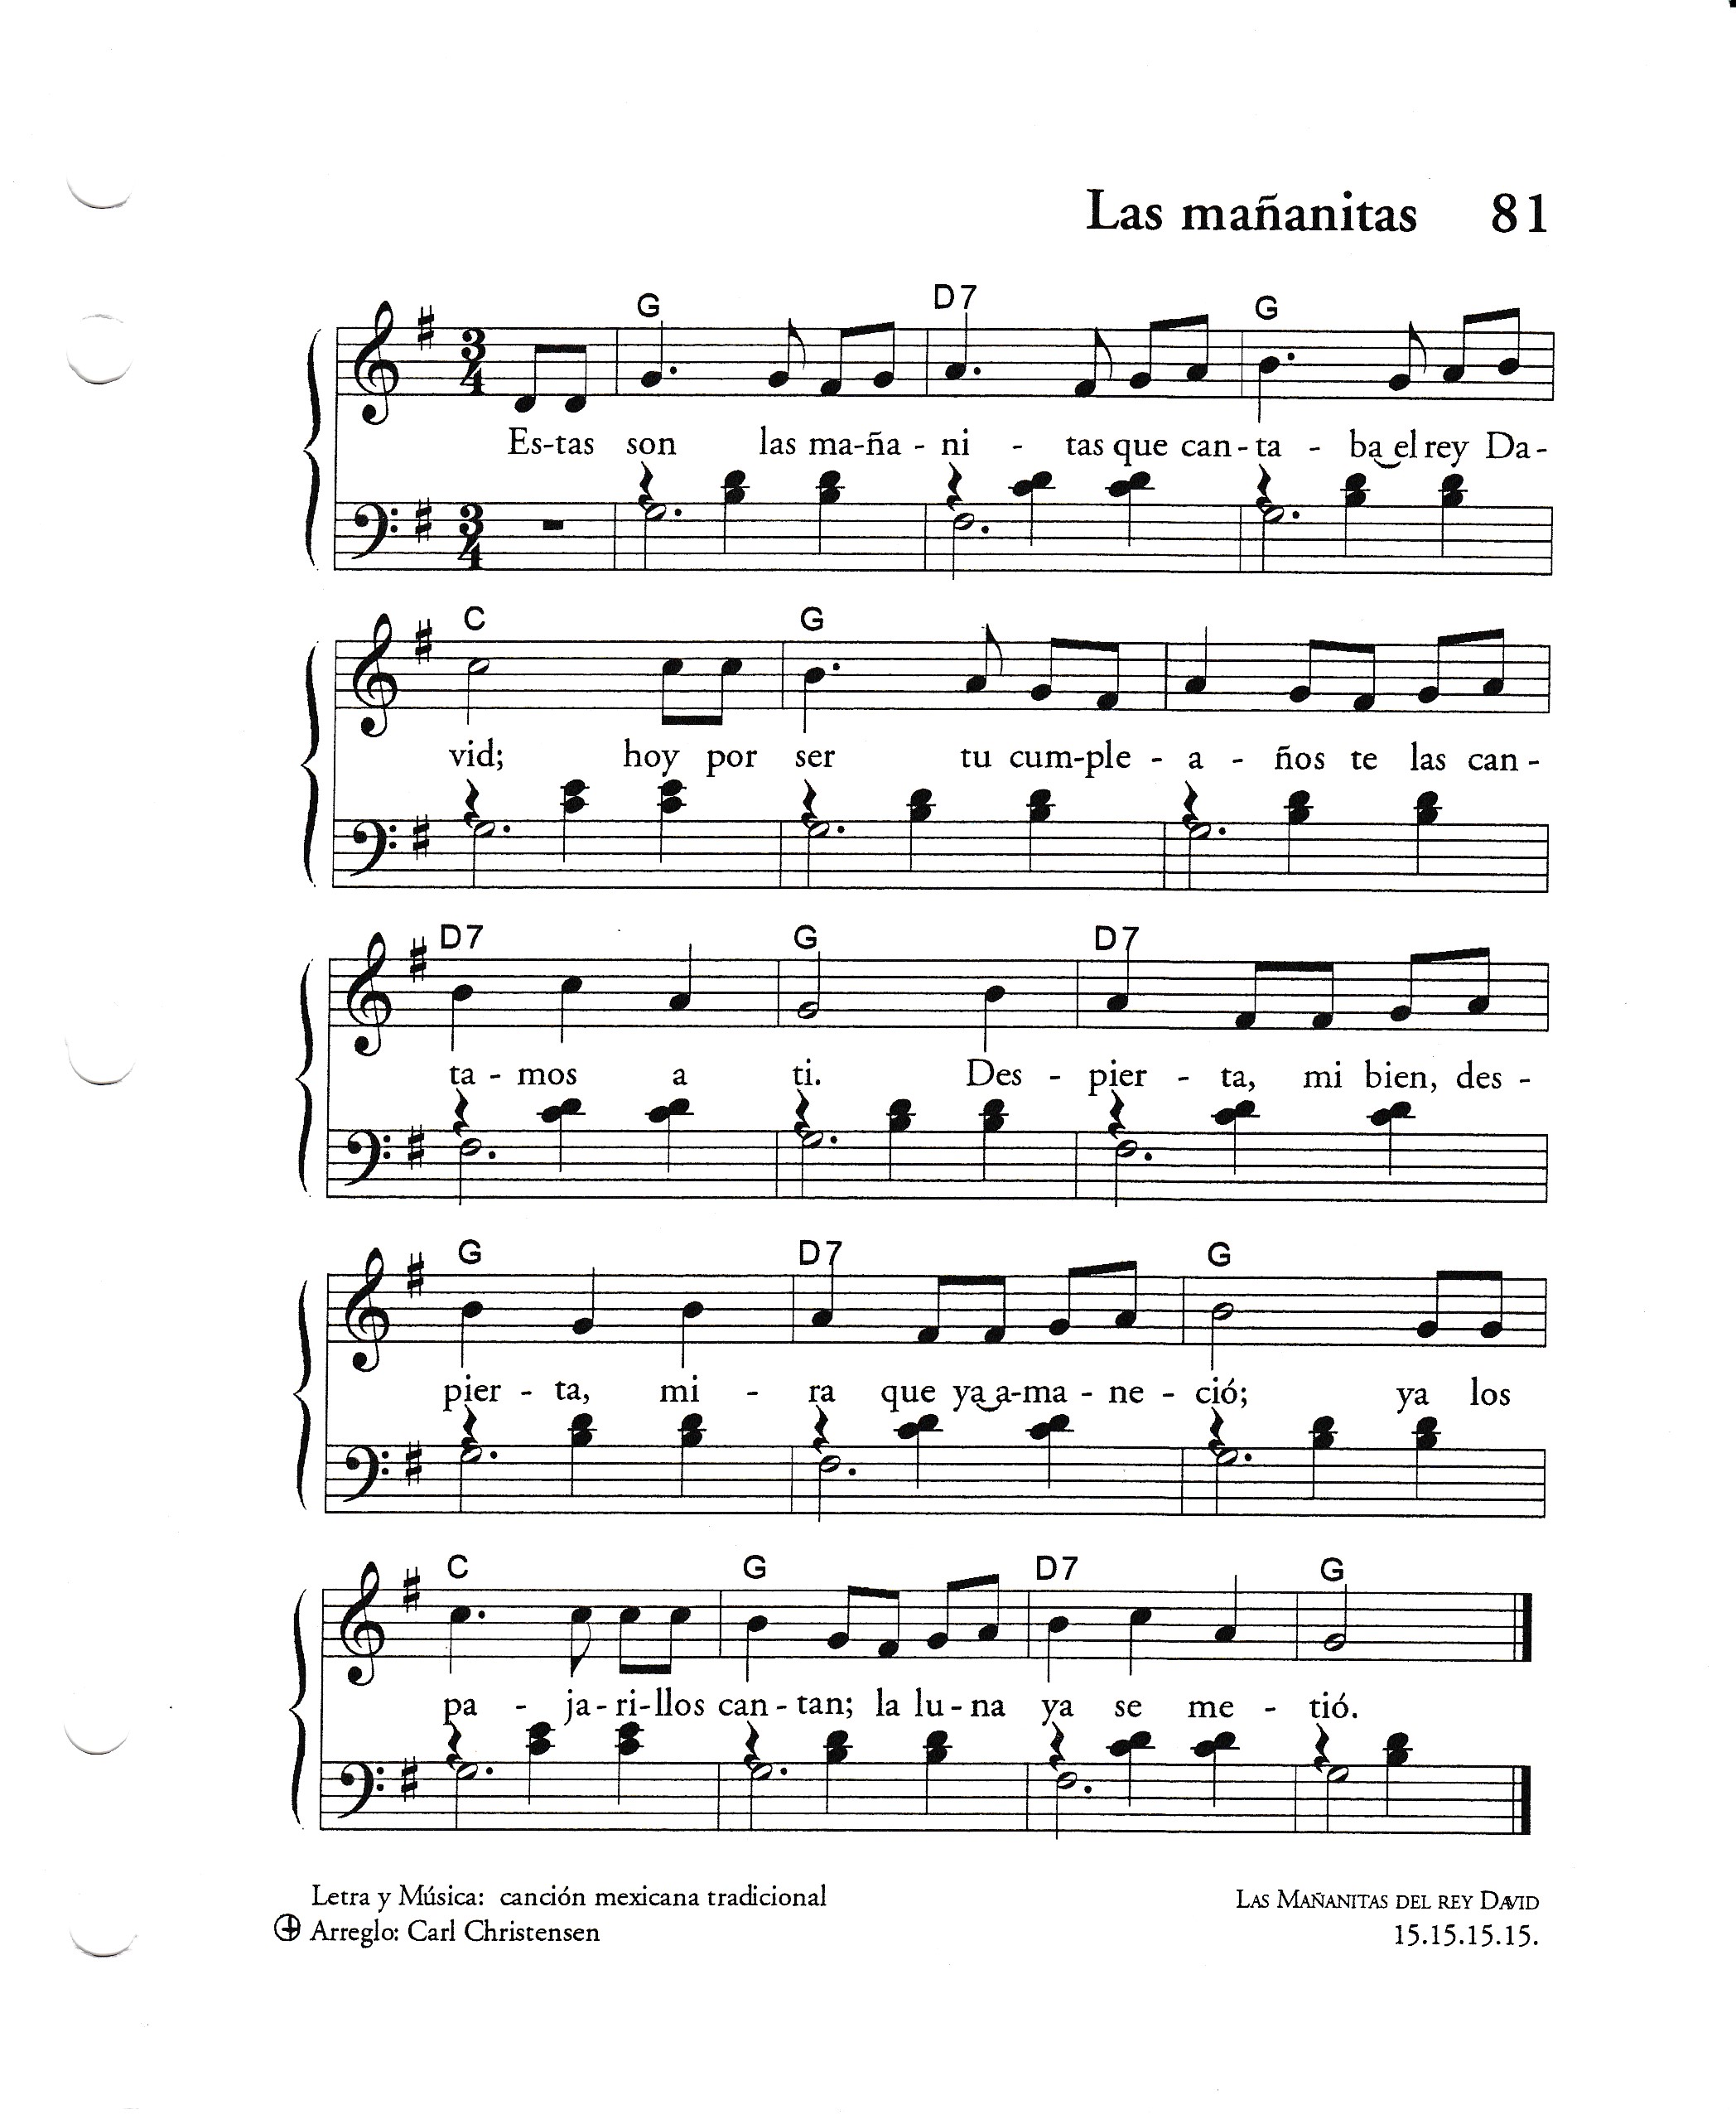 Las mañanitas 81
G D7 G
3 4
Es-tas son las ma-ña - ni - tas que can - ta - ba el rey Da-
3 4
C G
vid; hoy por ser tu cum-ple - a - ños te las can -
D7 G D7
ta - mos a ti. Des - pier - ta, mi bien, des -
G D7 G
pier - ta, mi - ra que ya a-ma - ne - ció; ya los
C G D7 G
pa - ja - ri-llos can - tan; la lu - na ya se me - tió.
Letra y Música: canción mexicana tradicional
Arreglo: Carl Christensen
LAS MAÑANITAS DEL REY DAVID
15.15.15.15.